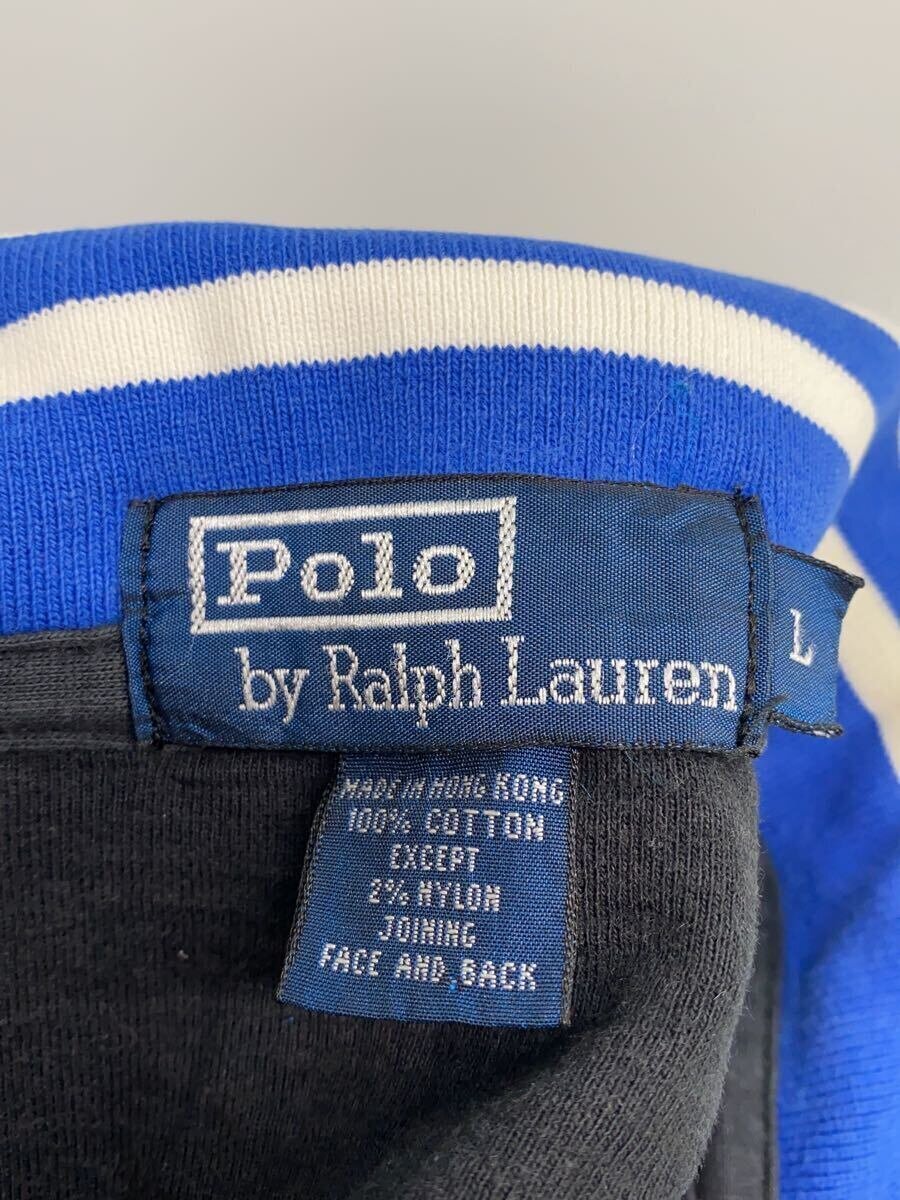 Polo
by Ralph Lauren
L
MADE IN HONG KONG
100% COTTON
EXCEPT
2% NYLON
JOINING
FACE AND BACK